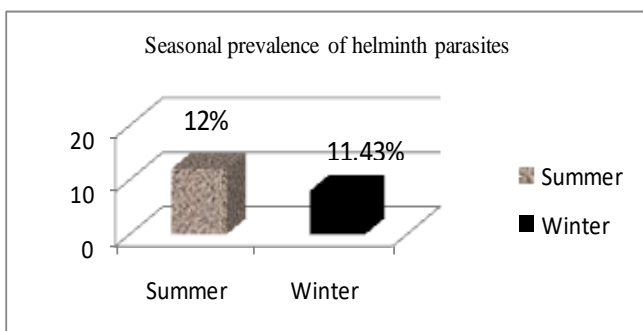 Seasonal prevalence of helminth parasites
12%
11.43%
20
10
0
Summer
Winter
Summer
Winter